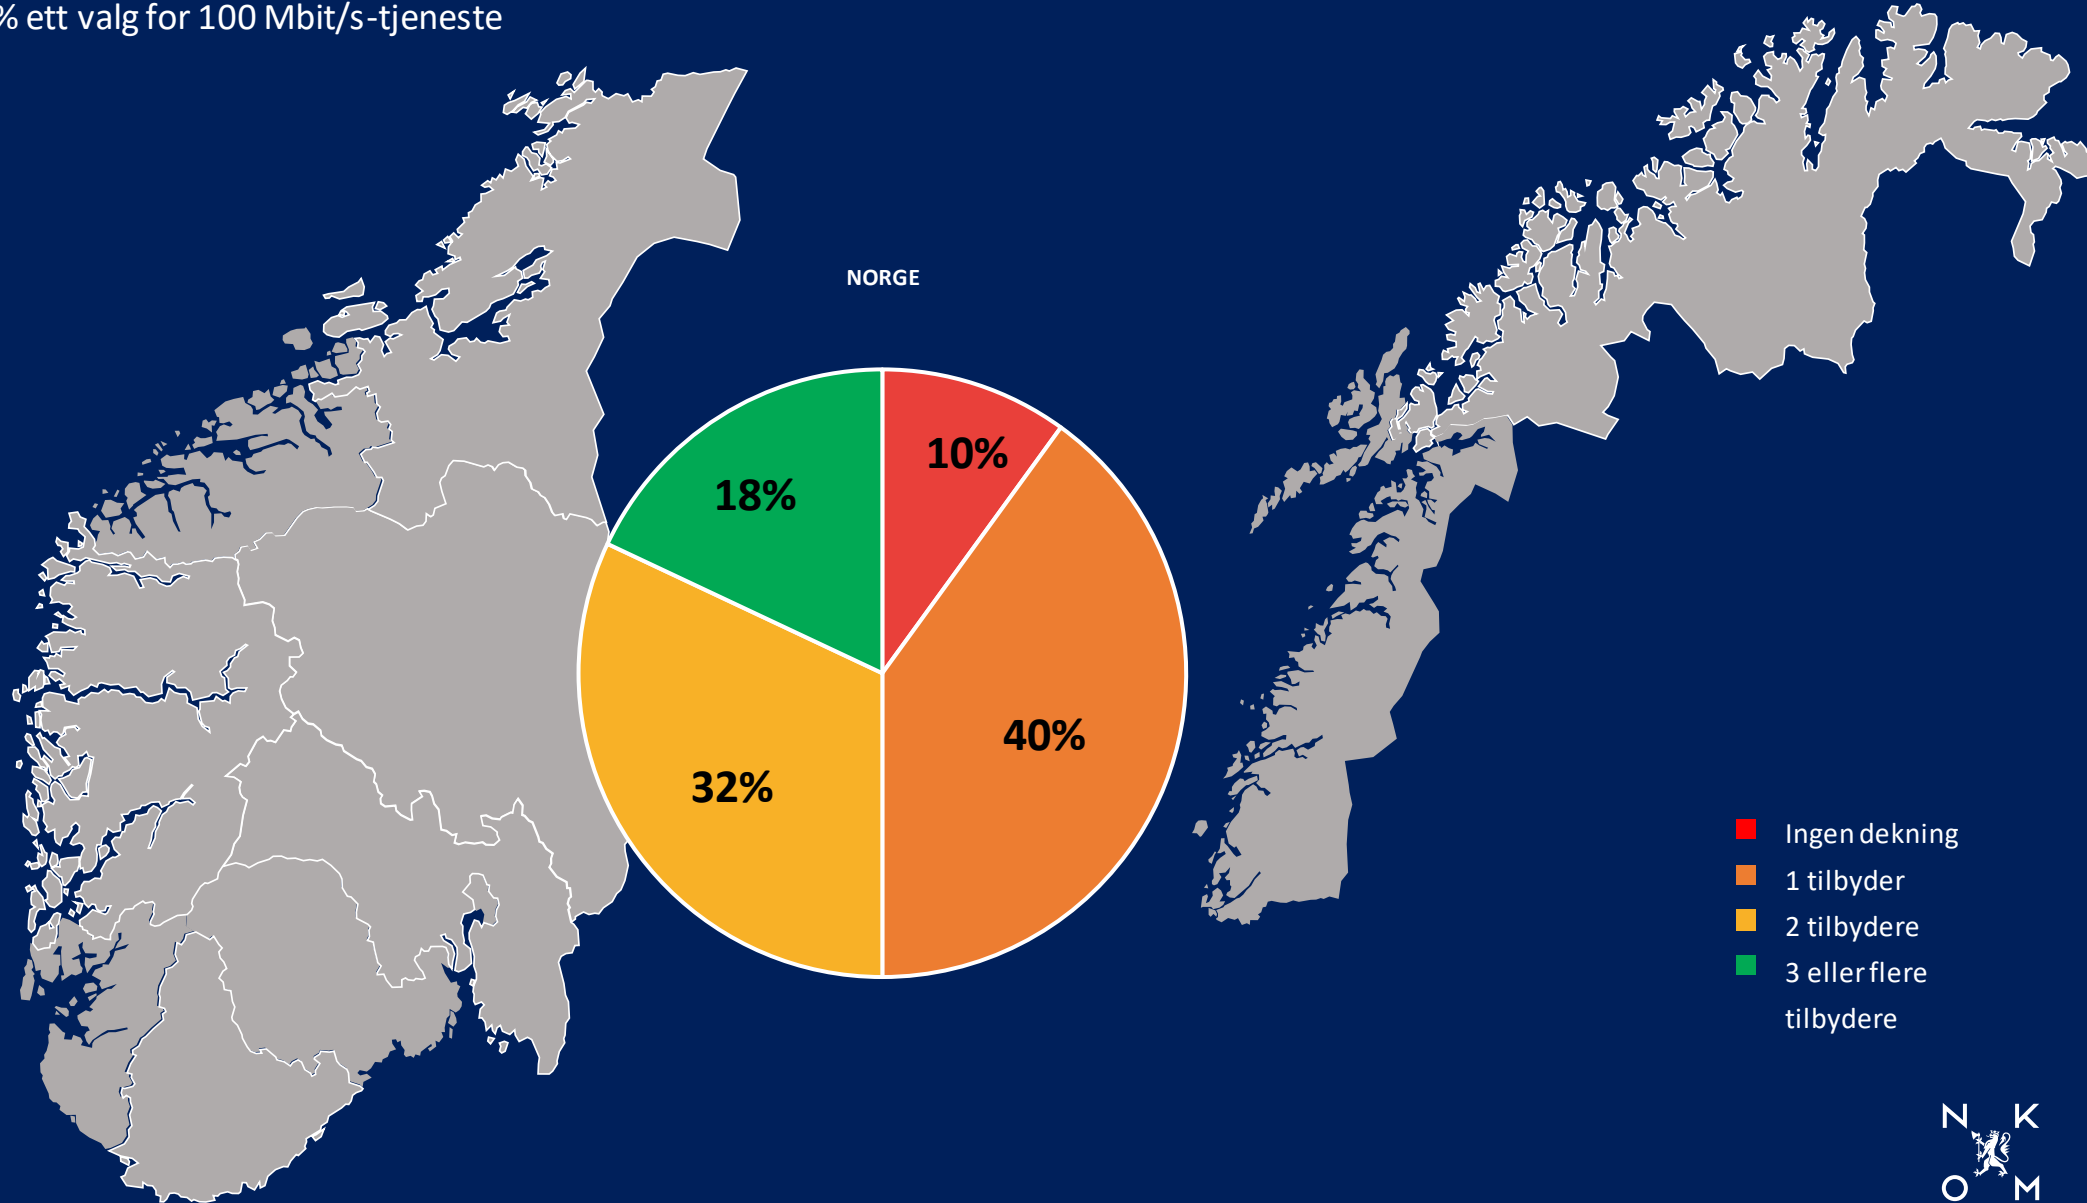 % ett valg for 100 Mbit/s-tjeneste
NORGE
10%
18%
40%
32%
Ingen dekning
1 tilbyder
2 tilbydere
3 eller flere
tilbydere
N K
O M